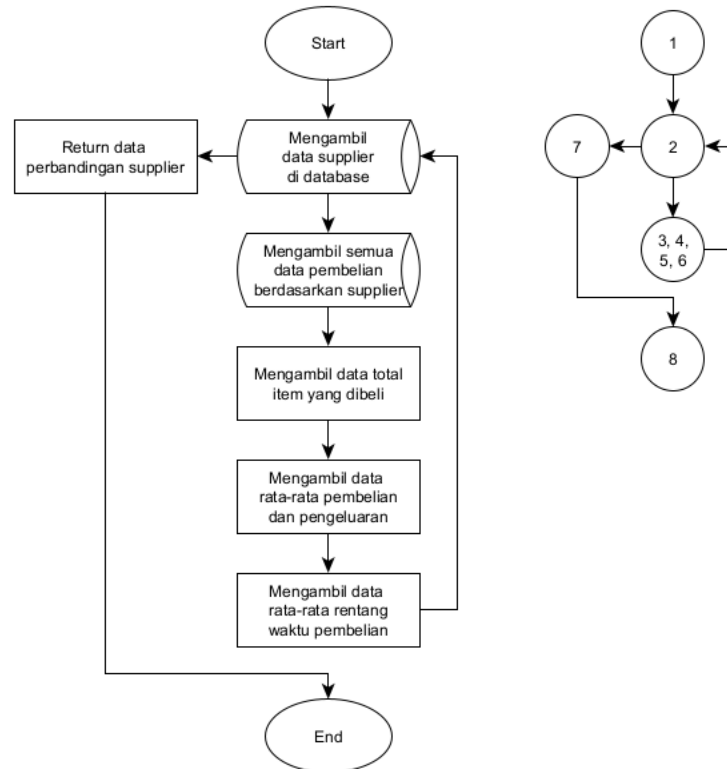 Start
Mengambil
data supplier
di database
Return data
perbandingan supplier
Mengambil semua
data pembelian
berdasarkan supplier
Mengambil data total
item yang dibeli
Mengambil data
rata-rata pembelian
dan pengeluaran
Mengambil data
rata-rata rentang
waktu pembelian
End
1
2
7
3, 4,
5, 6
8